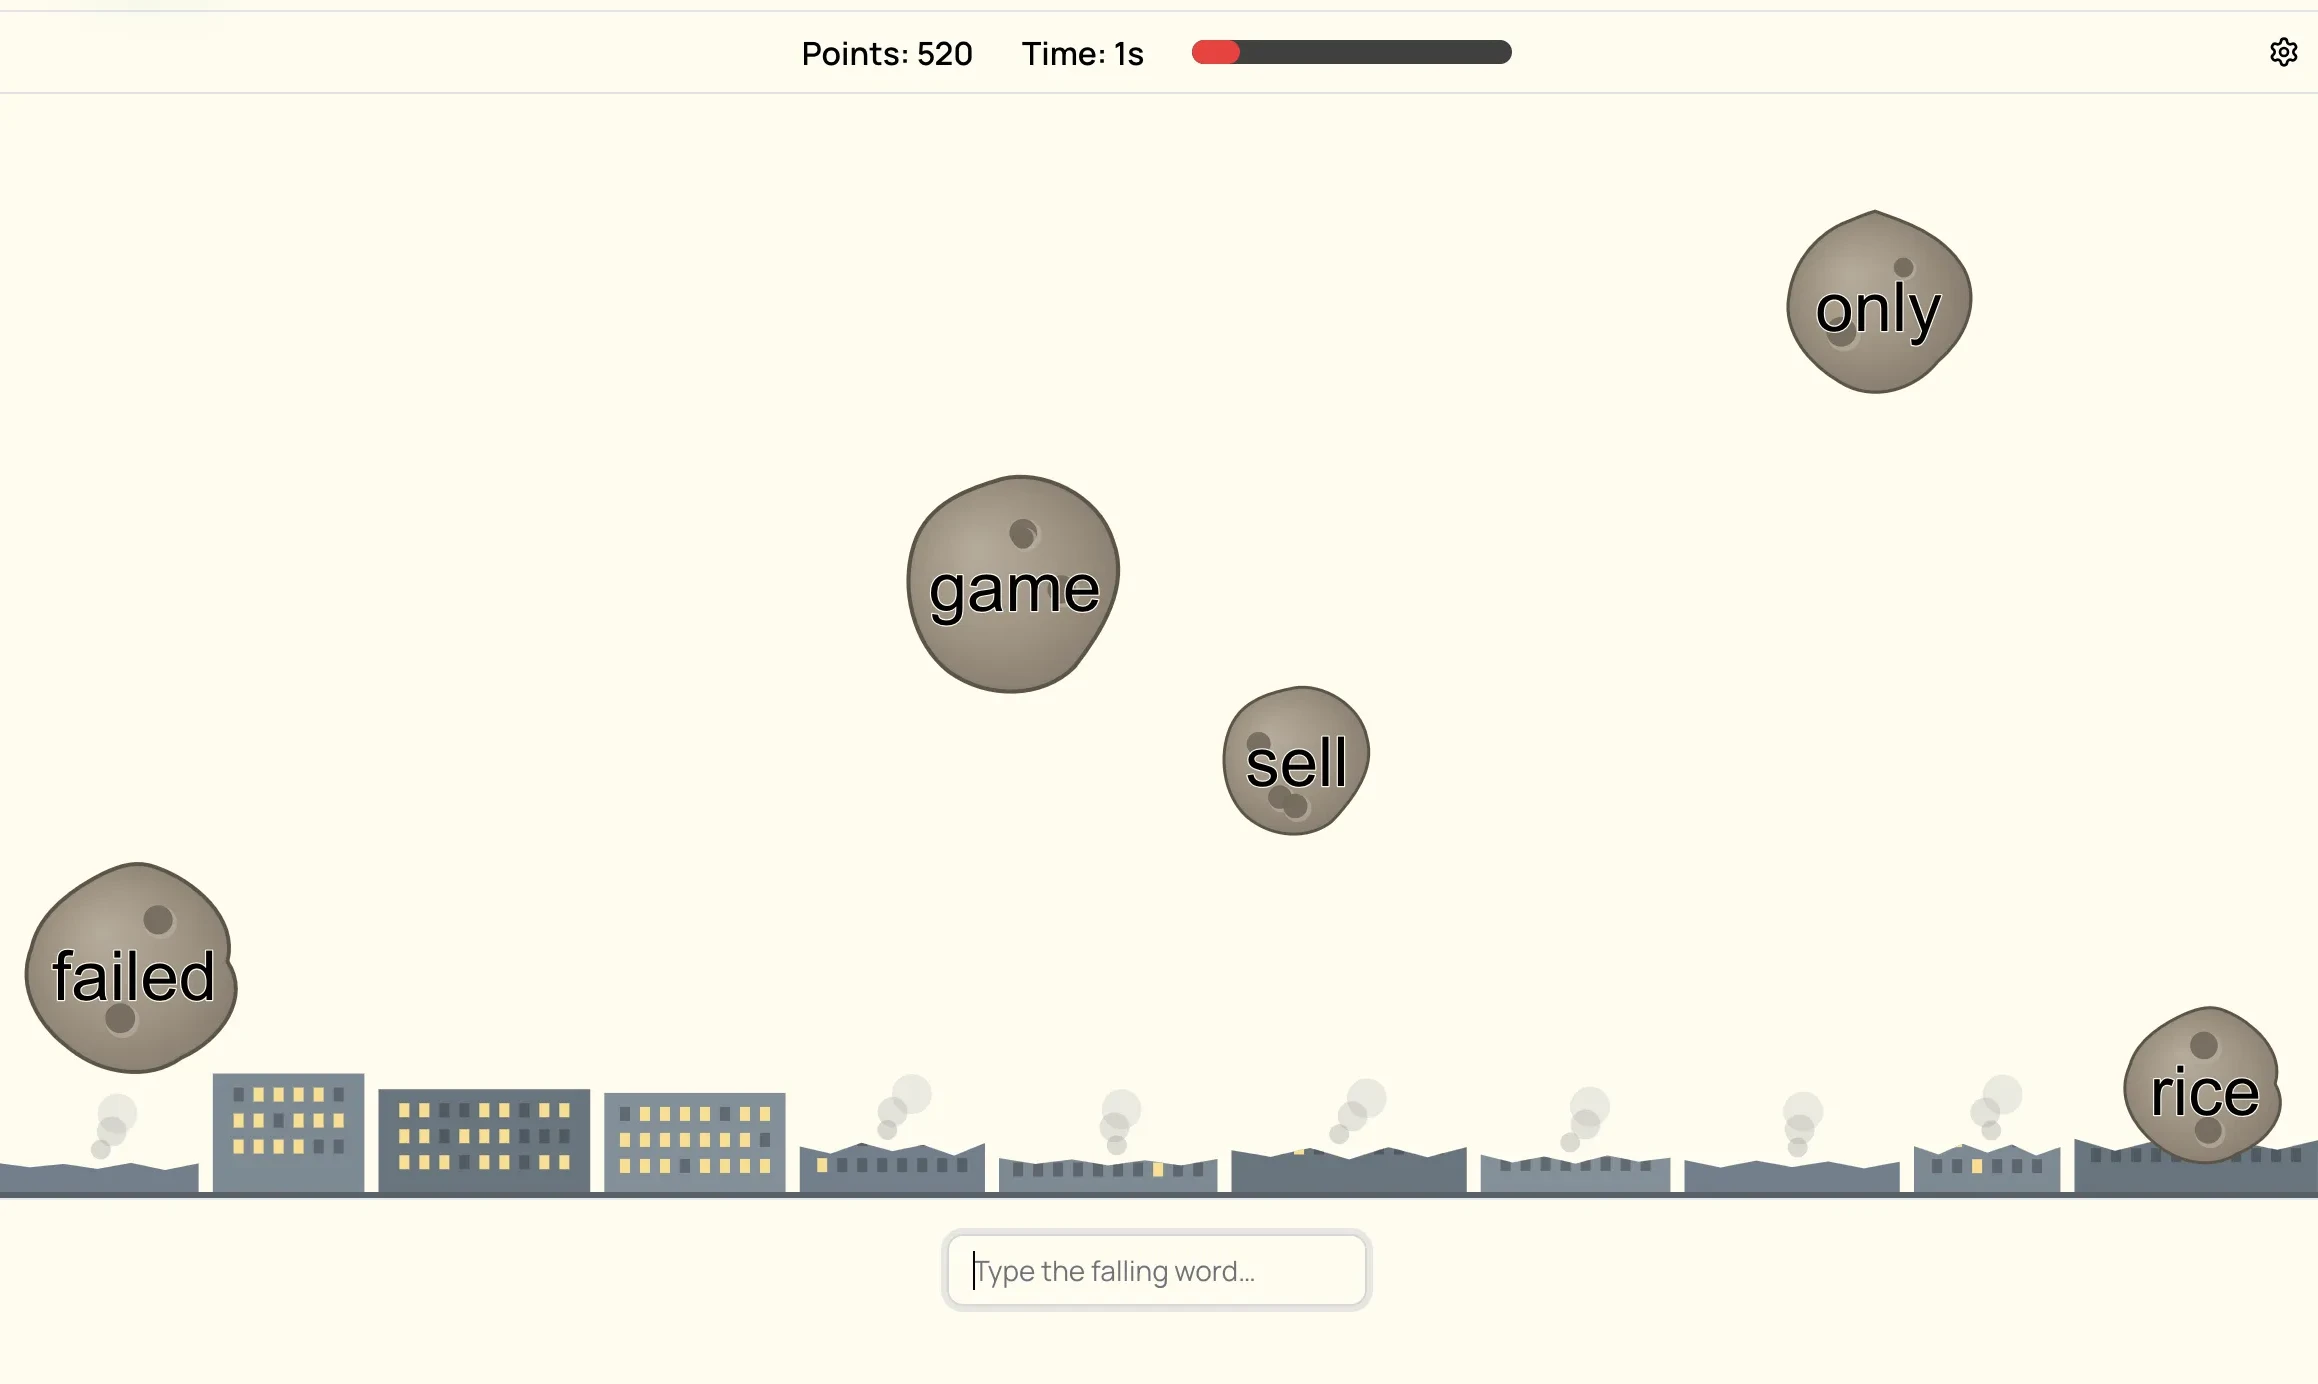 Points: 520 Time: 1s
only
game
sell
failed
rice
Type the falling word...